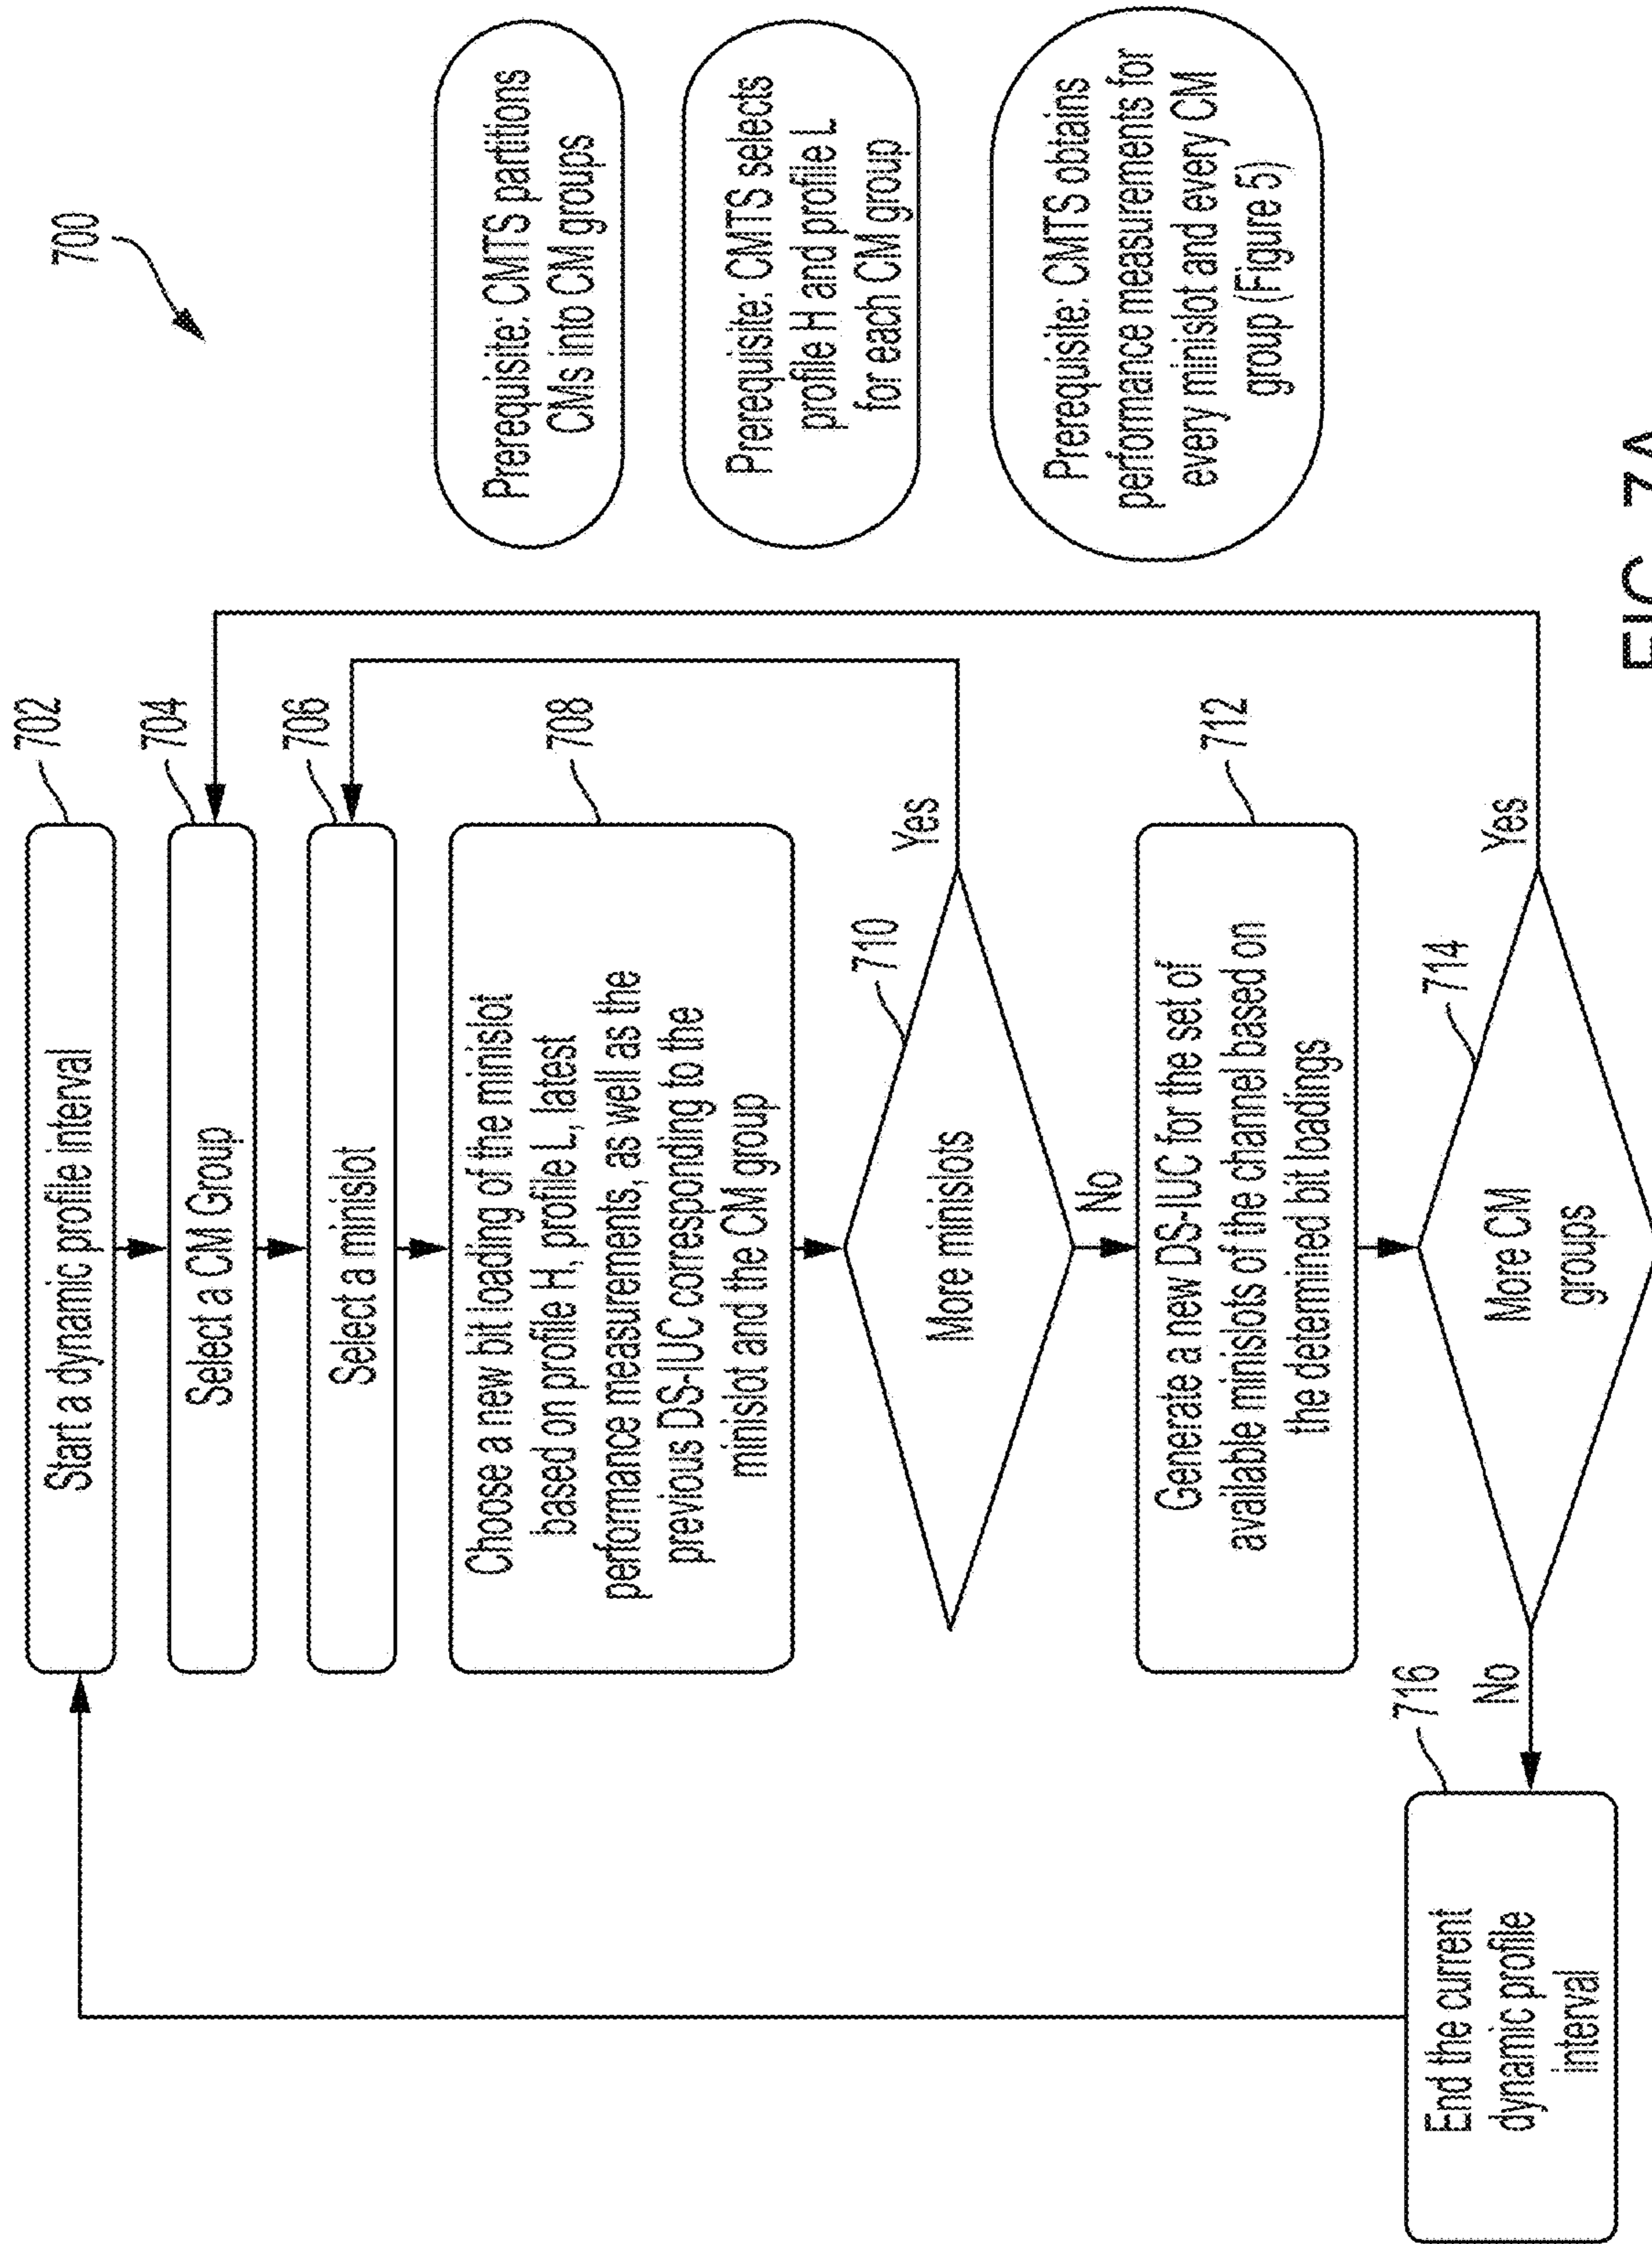 700
Prerequisite: CMTS partitions
CMs into CM groups
Prerequisite: CMTS selects
profile H and profile L
for each CM group
Prerequisite: CMTS obtains
performance measurements for
every minislot and every CM
group (Figure 5)
702
Start a dynamic profile interval
704
Select a CM Group
706
Select a minislot
708
Choose a new bit loading of the minislot
based on profile H, profile L, latest
performance measurements, as well as the
previous DS-IUC corresponding to the
minislot and the CM group
710
More minislots
Yes
No
712
Generate a new DS-IUC for the set of
available minislots of the channel based on
the determined bit loadings
714
More CM
groups
Yes
No
716
End the current
dynamic profile
interval
FIG. 7A